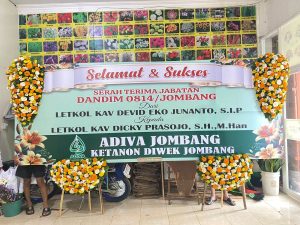 Selamat & Sukses
SERAH TERIMA JABATAN
DANDIM 0814/JOMBANG
Dari
LETKOL KAV DEVID EKO JUNANTO, S.I.P
Kepada
LETKOL KAV DICKY PRASOJO, S.H.,M.Han
ADIVA JOMBANG
KETANON DIWEK JOMBANG